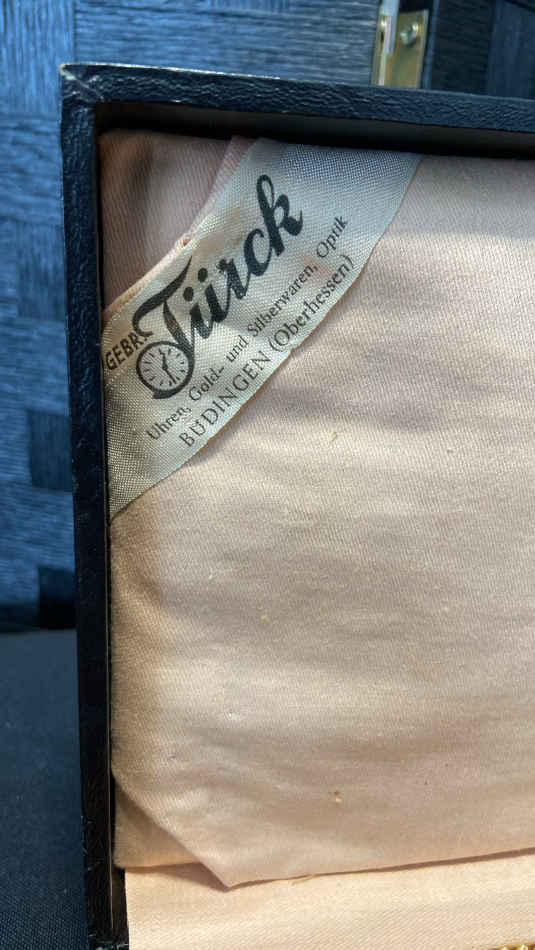 GEBR. Türck
Uhren, Gold- und Silberwaren, Optik
BÜDINGEN (Oberhessen)